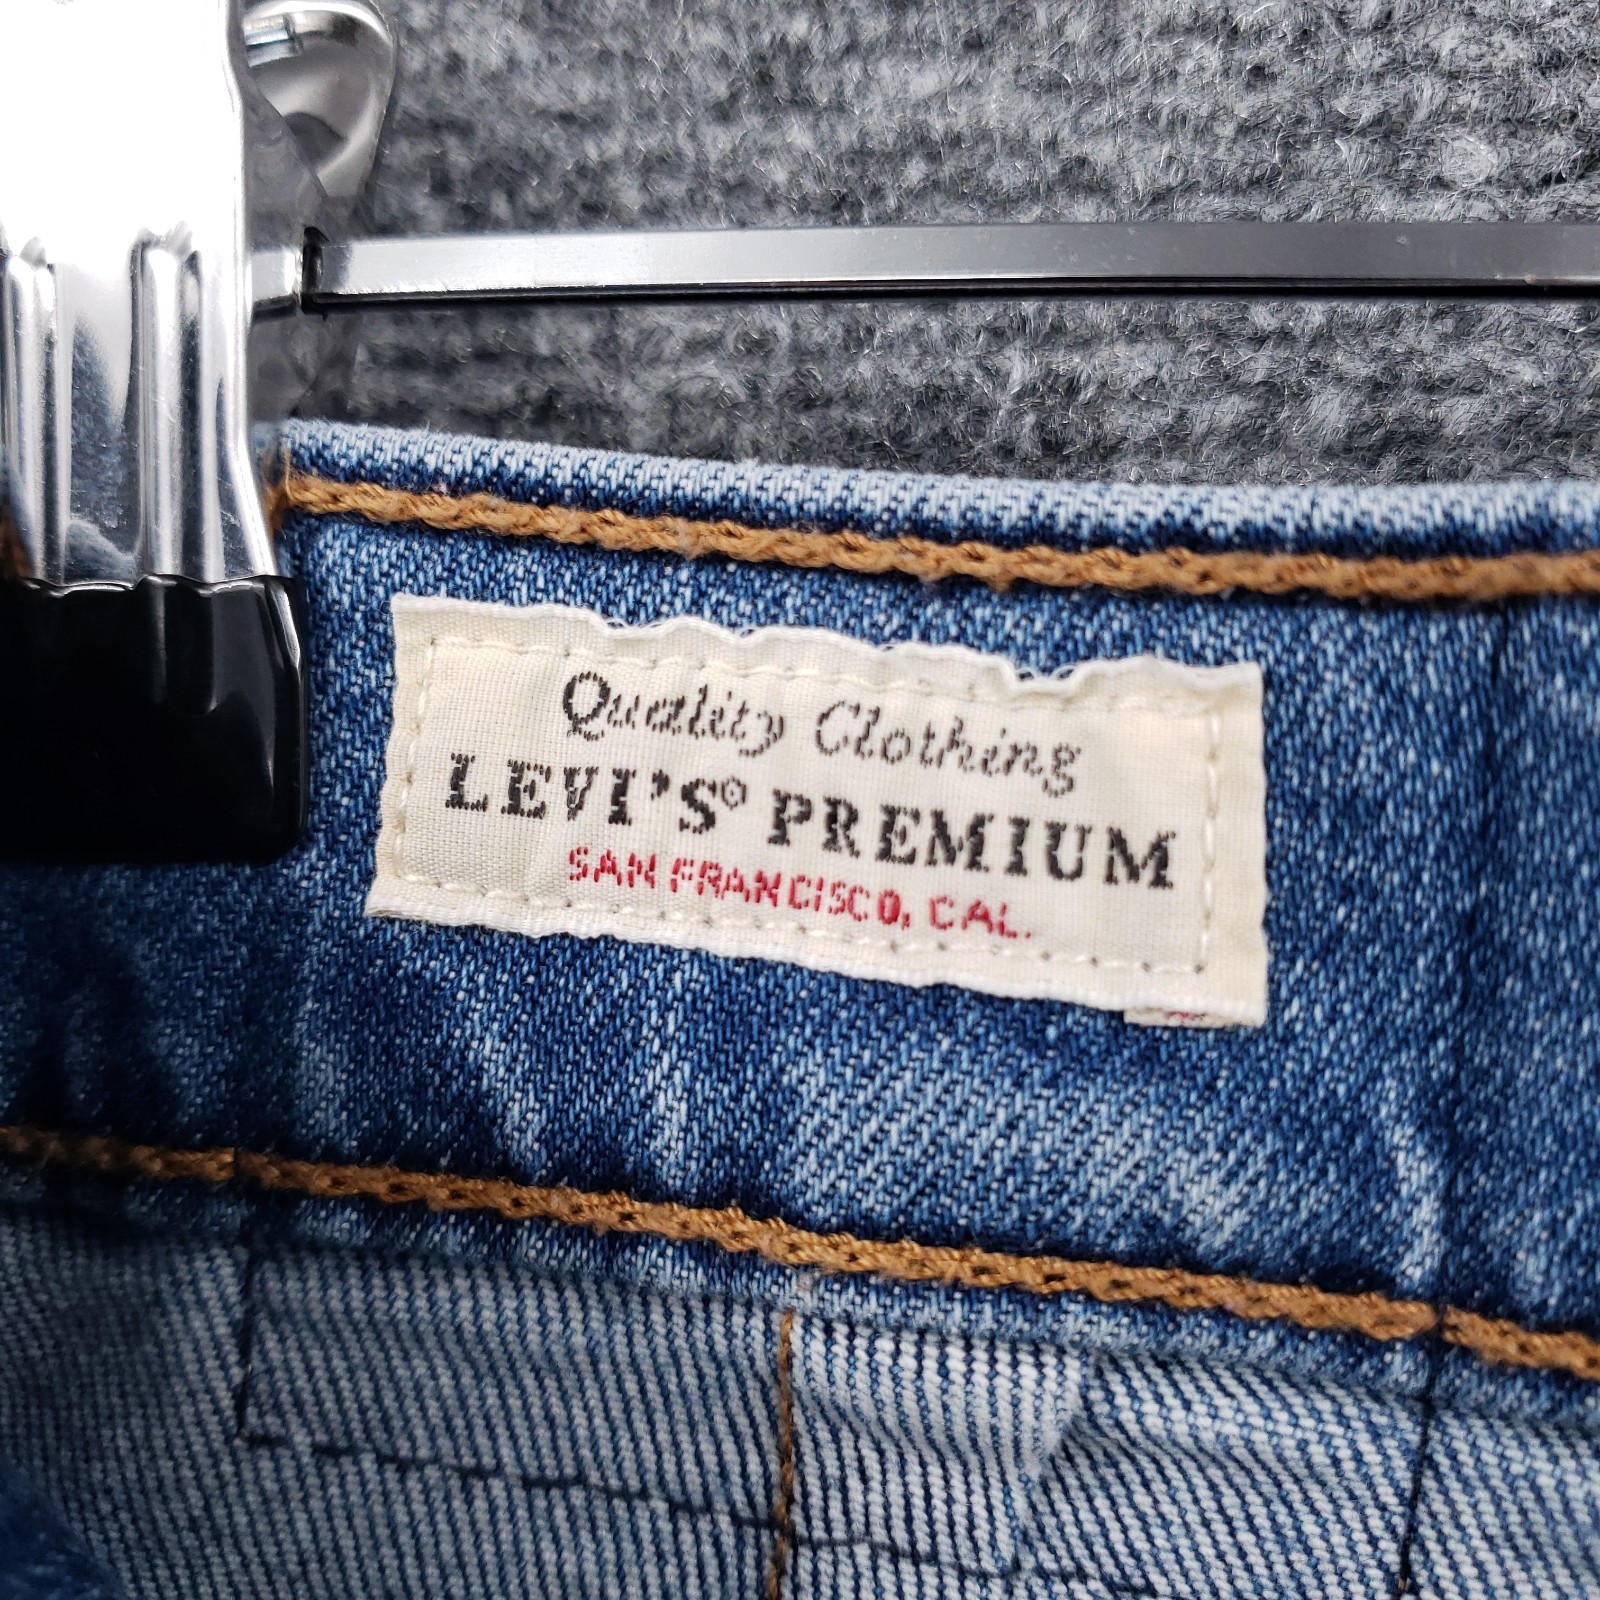 Quality Clothing
LEVI'S® PREMIUM
SAN FRANCISCO, CAL.